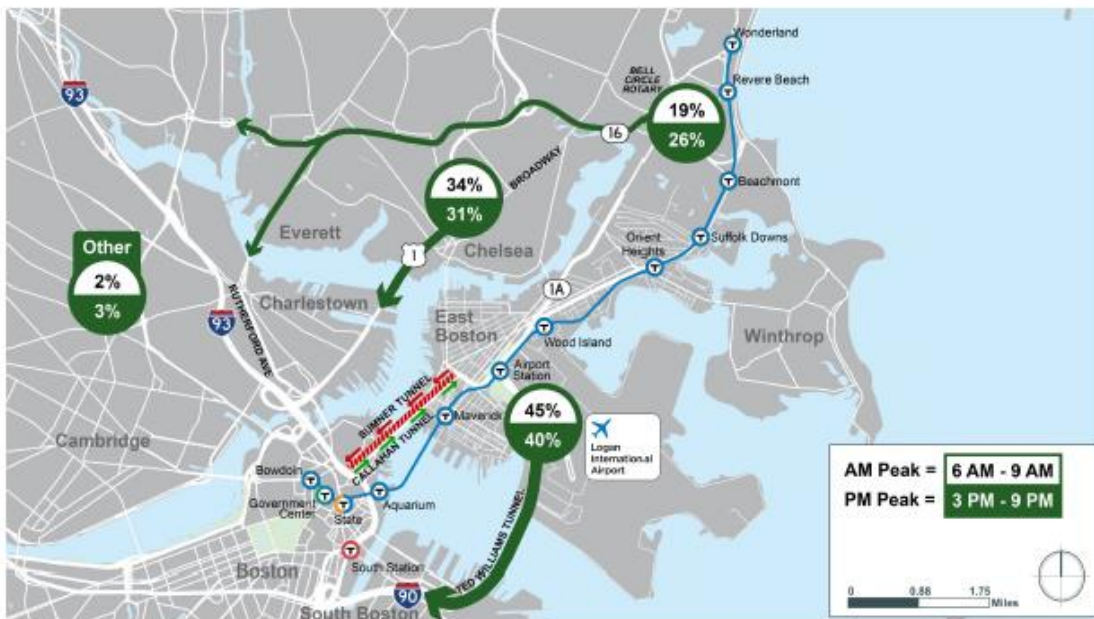 Wonderland
93
BELL
CIRCLE
ROTARY
Revere Beach
19%
26%
16
BROADWAY
34%
31%
Beachmont
Everett
Chelsea
1
Other
2%
3%
Orient
Heights
Suffolk Downs
Charlestown
1A
RUTHERFORD AVE
93
East
Boston
Wood Island
Winthrop
Airport
Station
SUMNER TUNNEL
CALLAHAN TUNNEL
Maverick
45%
40%
Logan
International
Airport
Cambridge
Bowdoin
Government
Center
State
Aquarium
TED WILLIAMS TUNNEL
South Station
Boston
90
South Boston
AM Peak = 6 AM - 9 AM
PM Peak = 3 PM - 9 PM
0 0.88 1.75
Miles